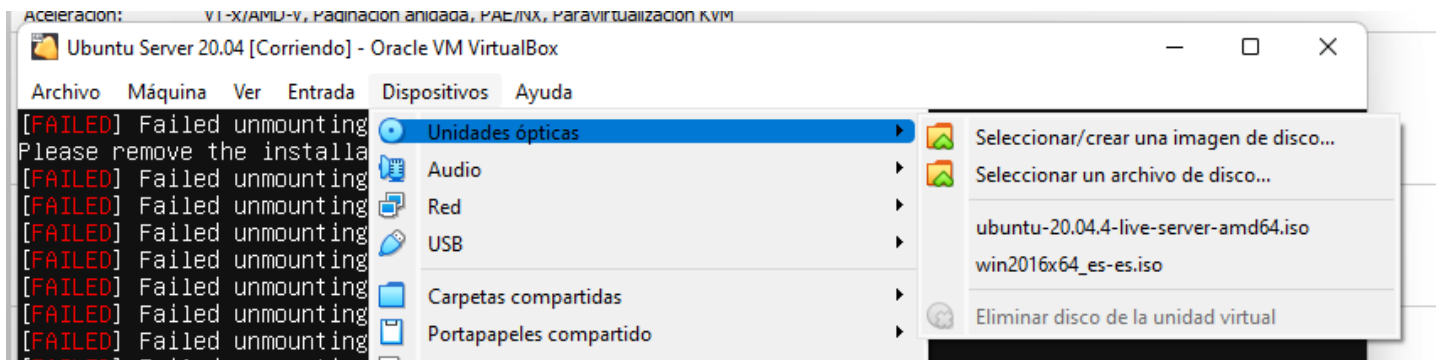 Aceleración: VT-x/AMD-V, Paginación anidada, PAE/NX, Paravirtualización KVM
Ubuntu Server 20.04 [Corriendo] - Oracle VM VirtualBox
Archivo Máquina Ver Entrada Dispositivos Ayuda
[FAILED] Failed unmounting
Please remove the installa
[FAILED] Failed unmounting
[FAILED] Failed unmounting
[FAILED] Failed unmounting
[FAILED] Failed unmounting
[FAILED] Failed unmounting
[FAILED] Failed unmounting
[FAILED] Failed unmounting
Unidades ópticas
Audio
Red
USB
Carpetas compartidas
Portapapeles compartido
Seleccionar/crear una imagen de disco...
Seleccionar un archivo de disco...
ubuntu-20.04.4-live-server-amd64.iso
win2016x64_es-es.iso
Eliminar disco de la unidad virtual